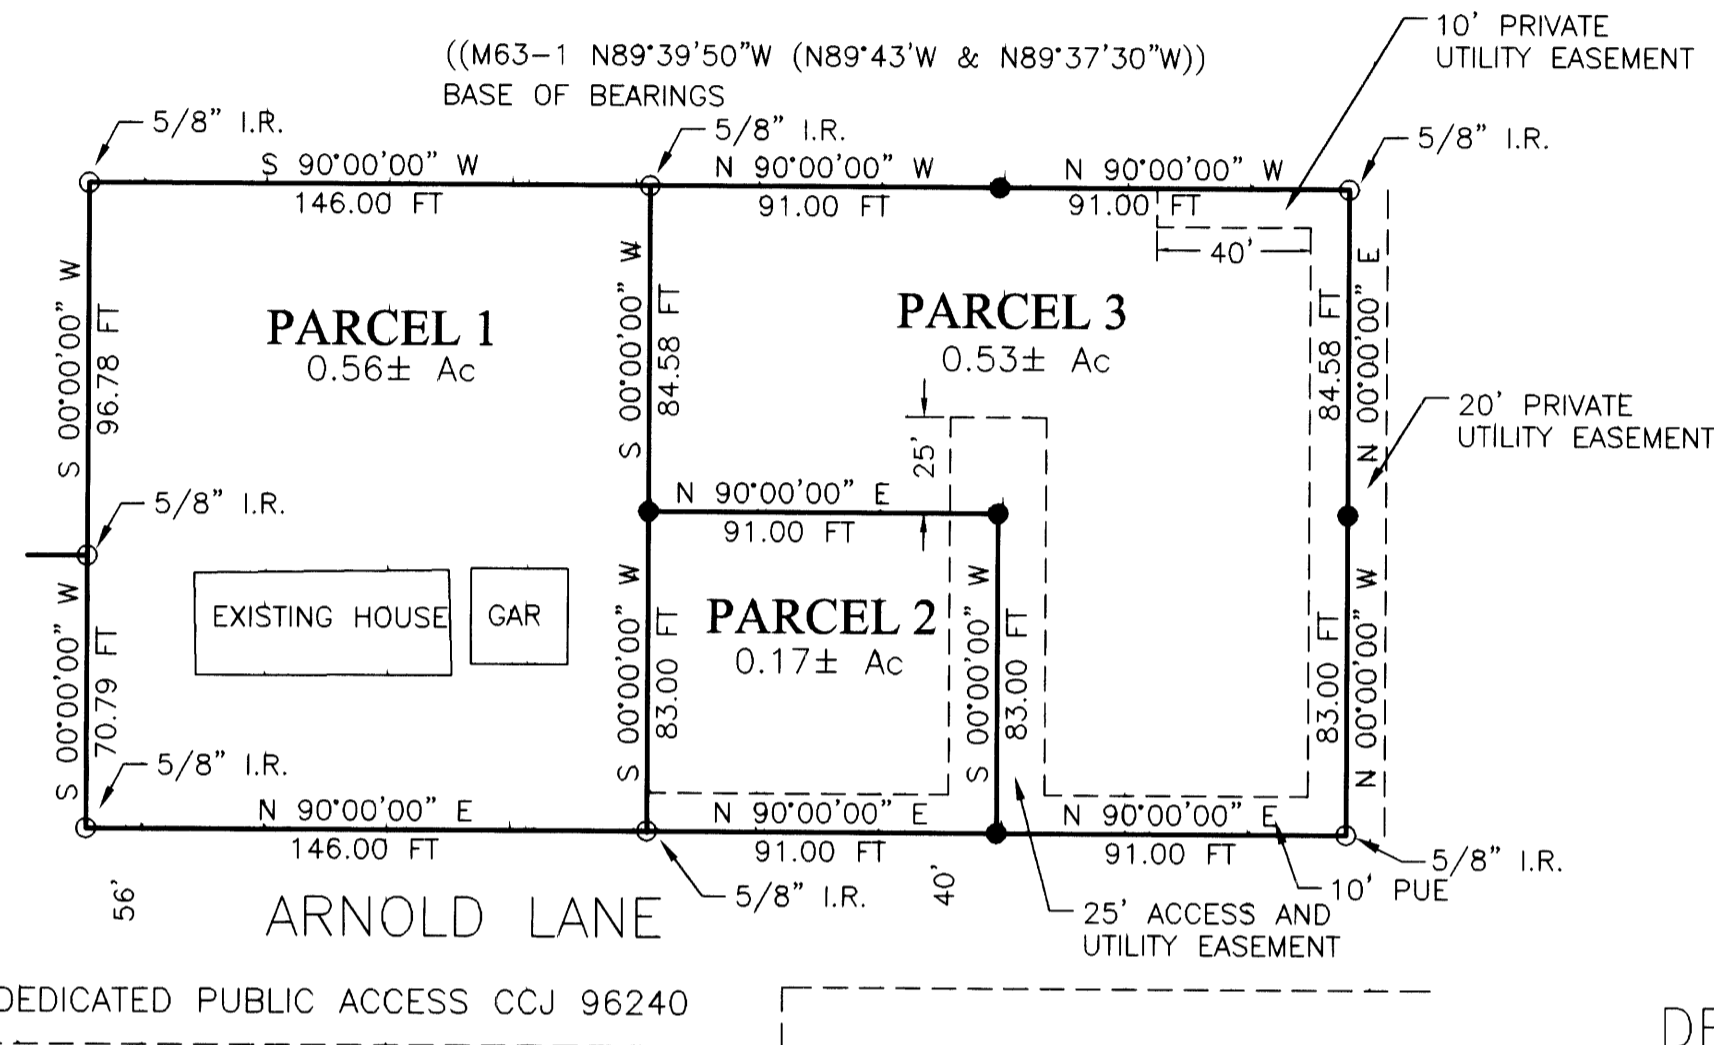 10' PRIVATE
UTILITY EASEMENT
((M63-1 N89°39'50"W (N89°43'W & N89°37'30"W))
BASE OF BEARINGS
5/8" I.R.
5/8" I.R.
5/8" I.R.
S 90°00'00" W
146.00 FT
N 90°00'00" W
91.00 FT
N 90°00'00" W
91.00 FT
40'
S 00°00'00" W
96.78 FT
PARCEL 1
0.56± Ac
S 00°00'00" W
84.58 FT
PARCEL 3
0.53± Ac
84.58 FT
N 00°00'00" E
20' PRIVATE
UTILITY EASEMENT
25'
5/8" I.R.
N 90°00'00" E
91.00 FT
S 00°00'00" W
70.79 FT
EXISTING HOUSE
GAR
S 00°00'00" W
83.00 FT
PARCEL 2
0.17± Ac
S 00°00'00" W
83.00 FT
83.00 FT
N 00°00'00" W
5/8" I.R.
N 90°00'00" E
146.00 FT
N 90°00'00" E
91.00 FT
N 90°00'00" E
91.00 FT
5/8" I.R.
5/8" I.R.
10' PUE
56'
40'
ARNOLD LANE
25' ACCESS AND
UTILITY EASEMENT
DEDICATED PUBLIC ACCESS CCJ 96240